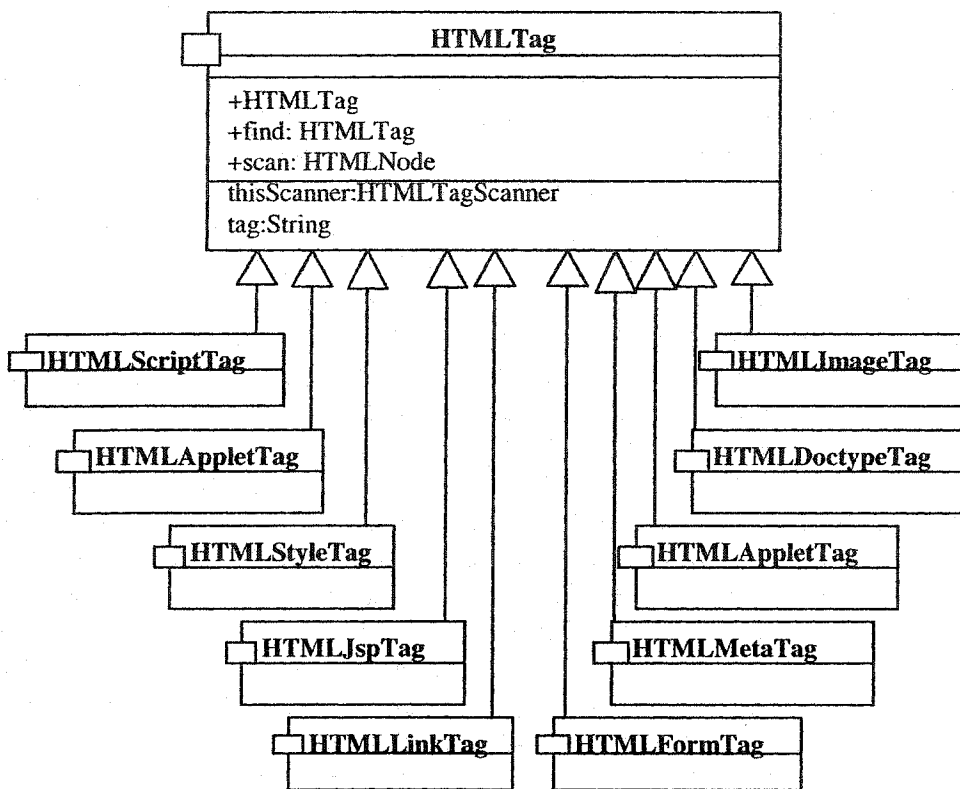 HTMLTag
+HTMLTag
+find: HTMLTag
+scan: HTMLNode
thisScanner:HTMLTagScanner
tag:String
HTMLScriptTag
HTMLImageTag
HTMLAppletTag
HTMLDoctypeTag
HTMLStyleTag
HTMLAppletTag
HTMLJspTag
HTMLMetaTag
HTMLLinkTag
HTMLFormTag